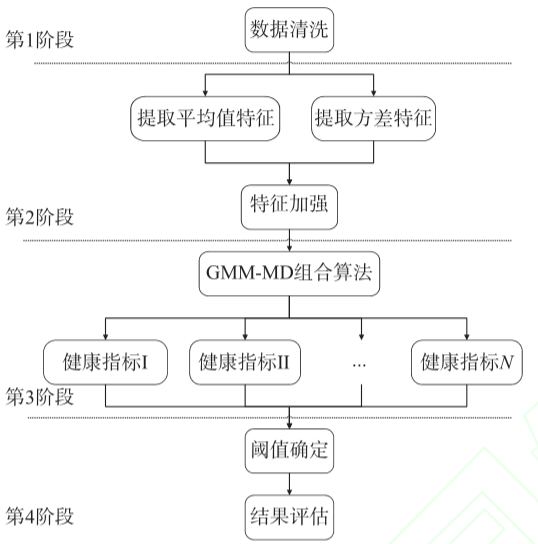 数据清洗
第1阶段
提取平均值特征
提取方差特征
特征加强
第2阶段
GMM-MD组合算法
健康指标I
健康指标II
...
健康指标N
第3阶段
阈值确定
结果评估
第4阶段